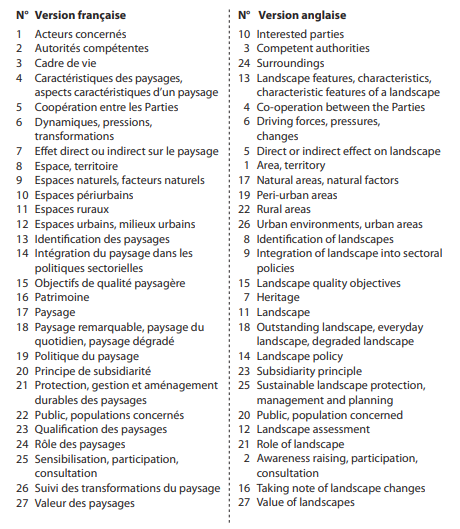 N° Version française
1 Acteurs concernés
2 Autorités compétentes
3 Cadre de vie
4 Caractéristiques des paysages,
aspects caractéristiques d'un paysage
5 Coopération entre les Parties
6 Dynamiques, pressions,
transformations
7 Effet direct ou indirect sur le paysage
8 Espace, territoire
9 Espaces naturels, facteurs naturels
10 Espaces périurbains
11 Espaces ruraux
12 Espaces urbains, milieux urbains
13 Identification des paysages
14 Intégration du paysage dans les
politiques sectorielles
15 Objectifs de qualité paysagère
16 Patrimoine
17 Paysage
18 Paysage remarquable, paysage du
quotidien, paysage dégradé
19 Politique du paysage
20 Principe de subsidiarité
21 Protection, gestion et aménagement
durables des paysages
22 Public, populations concernés
23 Qualification des paysages
24 Rôle des paysages
25 Sensibilisation, participation,
consultation
26 Suivi des transformations du paysage
27 Valeur des paysages
N° Version anglaise
10 Interested parties
3 Competent authorities
24 Surroundings
13 Landscape features, characteristics,
characteristic features of a landscape
4 Co-operation between the Parties
6 Driving forces, pressures,
changes
5 Direct or indirect effect on landscape
1 Area, territory
17 Natural areas, natural factors
19 Peri-urban areas
22 Rural areas
26 Urban environments, urban areas
8 Identification of landscapes
9 Integration of landscape into sectoral
policies
15 Landscape quality objectives
7 Heritage
11 Landscape
18 Outstanding landscape, everyday
landscape, degraded landscape
14 Landscape policy
23 Subsidiarity principle
25 Sustainable landscape protection,
management and planning
20 Public, population concerned
12 Landscape assessment
21 Role of landscape
2 Awareness raising, participation,
consultation
16 Taking note of landscape changes
27 Value of landscapes